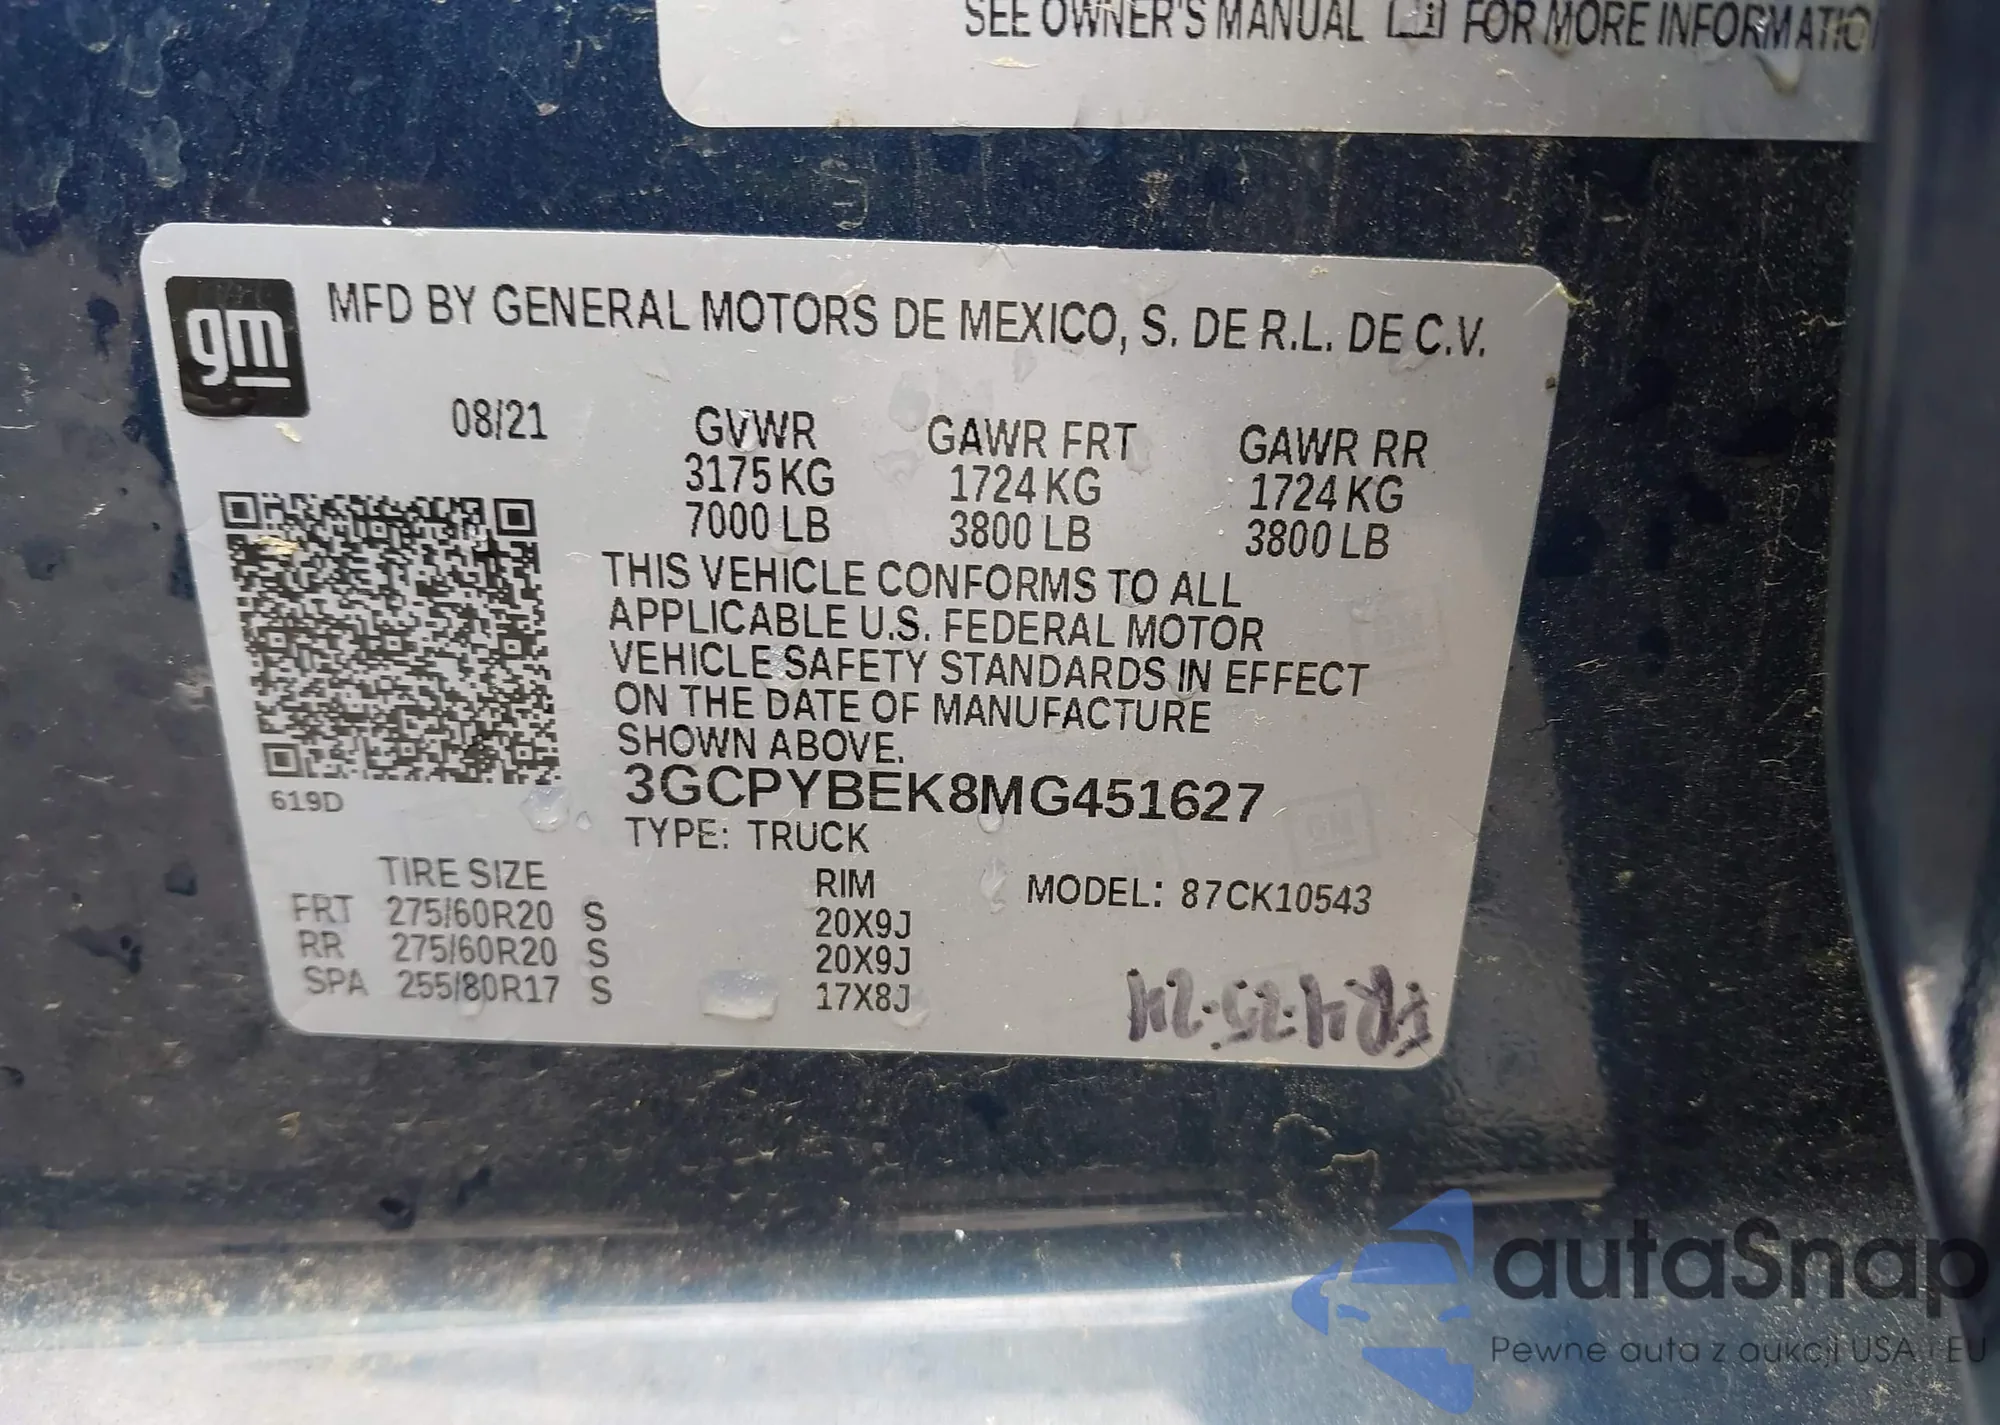 SEE OWNER'S MANUAL FOR MORE INFORMATIO
gm
MFD BY GENERAL MOTORS DE MEXICO, S. DE R.L. DE C.V.
08/21 GVWR GAWR FRT GAWR RR
3175 KG 1724 KG 1724 KG
7000 LB 3800 LB 3800 LB
THIS VEHICLE CONFORMS TO ALL
APPLICABLE U.S. FEDERAL MOTOR
VEHICLE SAFETY STANDARDS IN EFFECT
ON THE DATE OF MANUFACTURE
SHOWN ABOVE.
3GCPYBEK8MG451627
619D
TYPE: TRUCK
TIRE SIZE RIM MODEL: 87CK10543
FRT 275/60R20 S 20X9J
RR 275/60R20 S 20X9J
SPA 255/80R17 S 17X8J
FR 4.25.24
autaSnap
Pewne auta z aukcji USA i EU